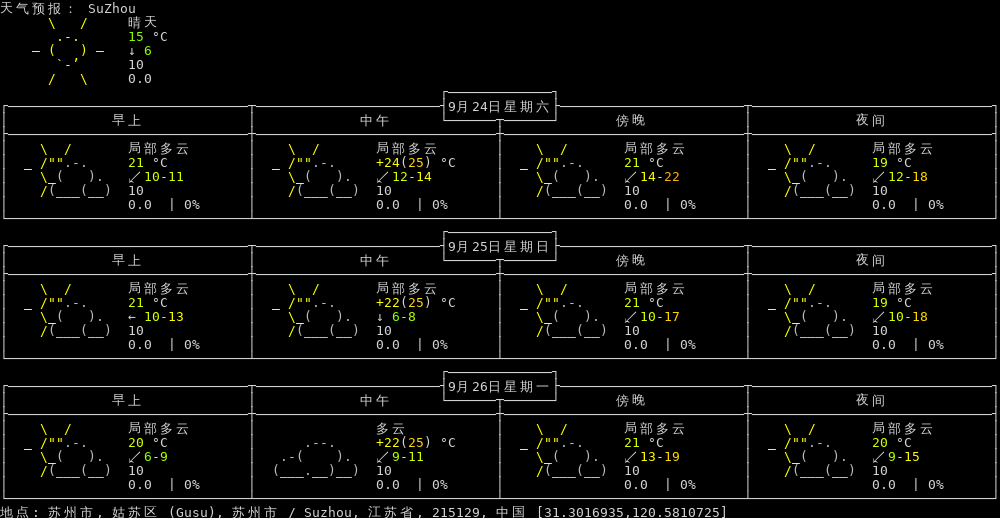 天气预报： SuZhou
晴天
15 °C
↓ 6
10
0.0
9月24日星期六
早上 中午 傍晚 夜间
局部多云 局部多云 局部多云 局部多云
21 °C +24(25) °C 21 °C 19 °C
↙ 10-11 ↙ 12-14 ↙ 14-22 ↙ 12-18
10 10 10 10
0.0 | 0% 0.0 | 0% 0.0 | 0% 0.0 | 0%
9月25日星期日
早上 中午 傍晚 夜间
局部多云 局部多云 局部多云 局部多云
21 °C +22(25) °C 21 °C 19 °C
← 10-13 ↓ 6-8 ↙ 10-17 ↙ 10-18
10 10 10 10
0.0 | 0% 0.0 | 0% 0.0 | 0% 0.0 | 0%
9月26日星期一
早上 中午 傍晚 夜间
局部多云 多云 局部多云 局部多云
20 °C +22(25) °C 21 °C 20 °C
↙ 6-9 ↙ 9-11 ↙ 13-19 ↙ 9-15
10 10 10 10
0.0 | 0% 0.0 | 0% 0.0 | 0% 0.0 | 0%
地点: 苏州市, 姑苏区 (Gusu), 苏州市 / Suzhou, 江苏省, 215129, 中国 [31.3016935,120.5810725]